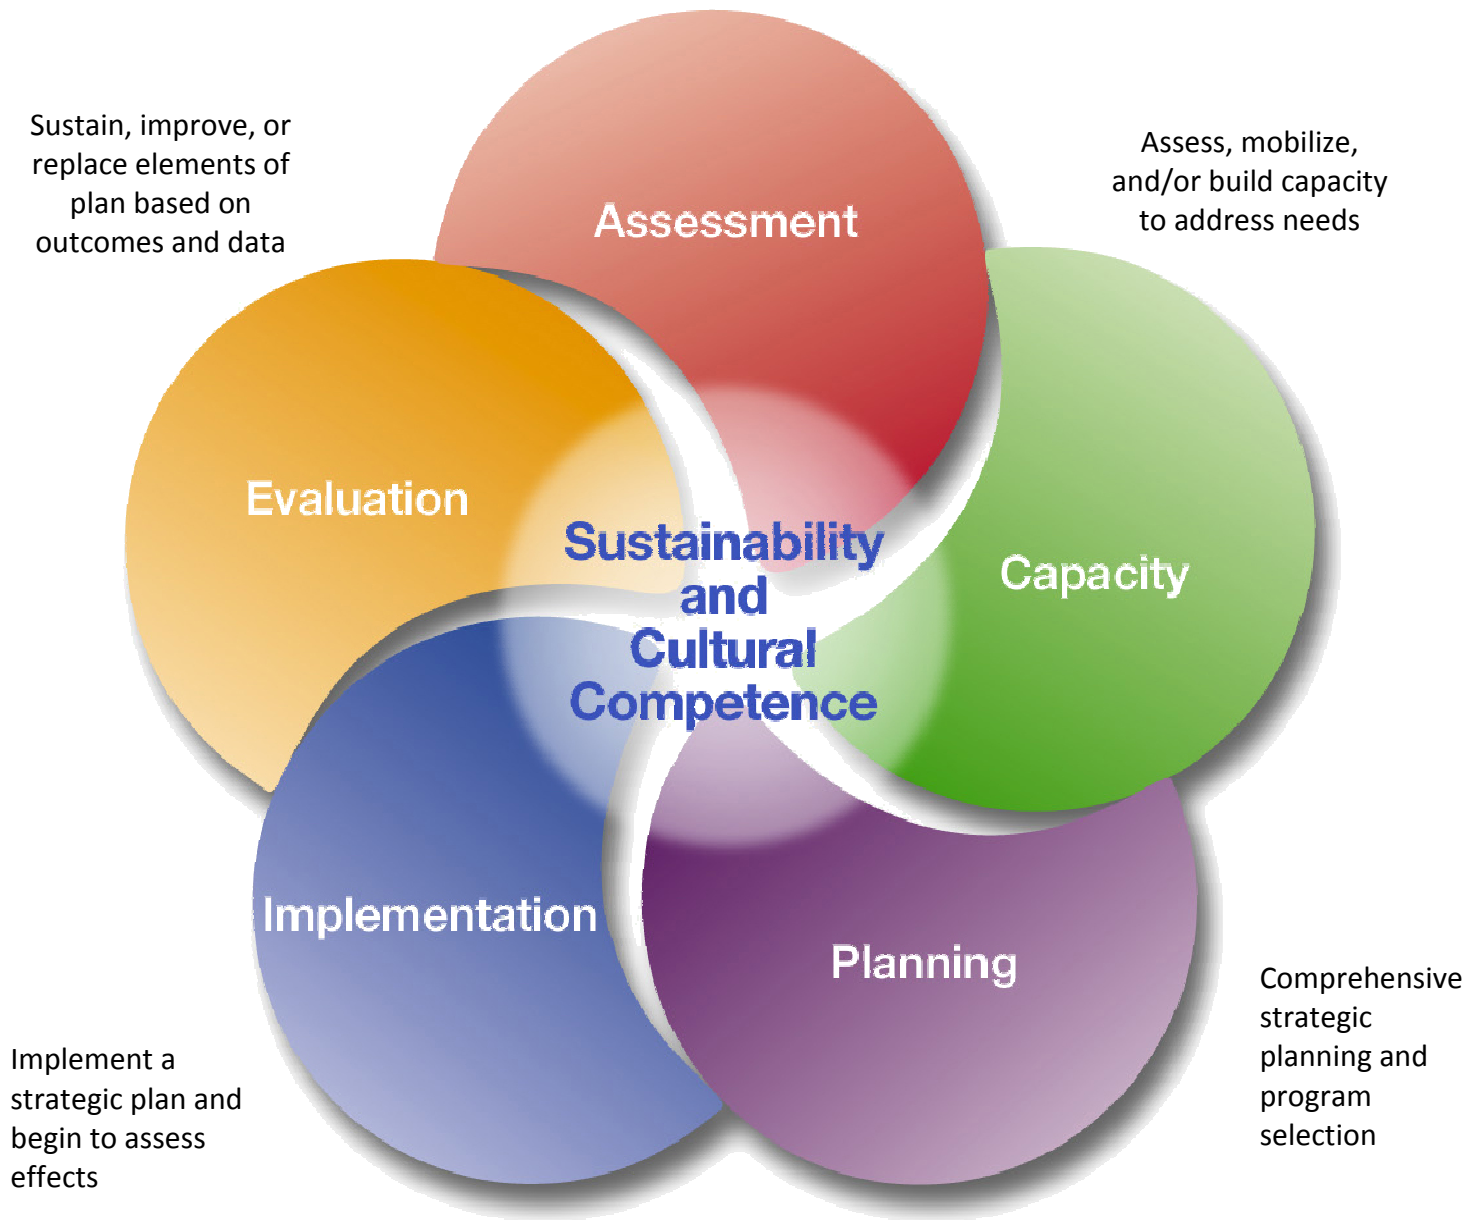 Assessment
Sustain, improve, or
replace elements of
plan based on
outcomes and data
Assess, mobilize,
and/or build capacity
to address needs
Evaluation
Capacity
Sustainability
and
Cultural
Competence
Implementation
Planning
Implement a
strategic plan and
begin to assess
effects
Comprehensive
strategic
planning and
program
selection